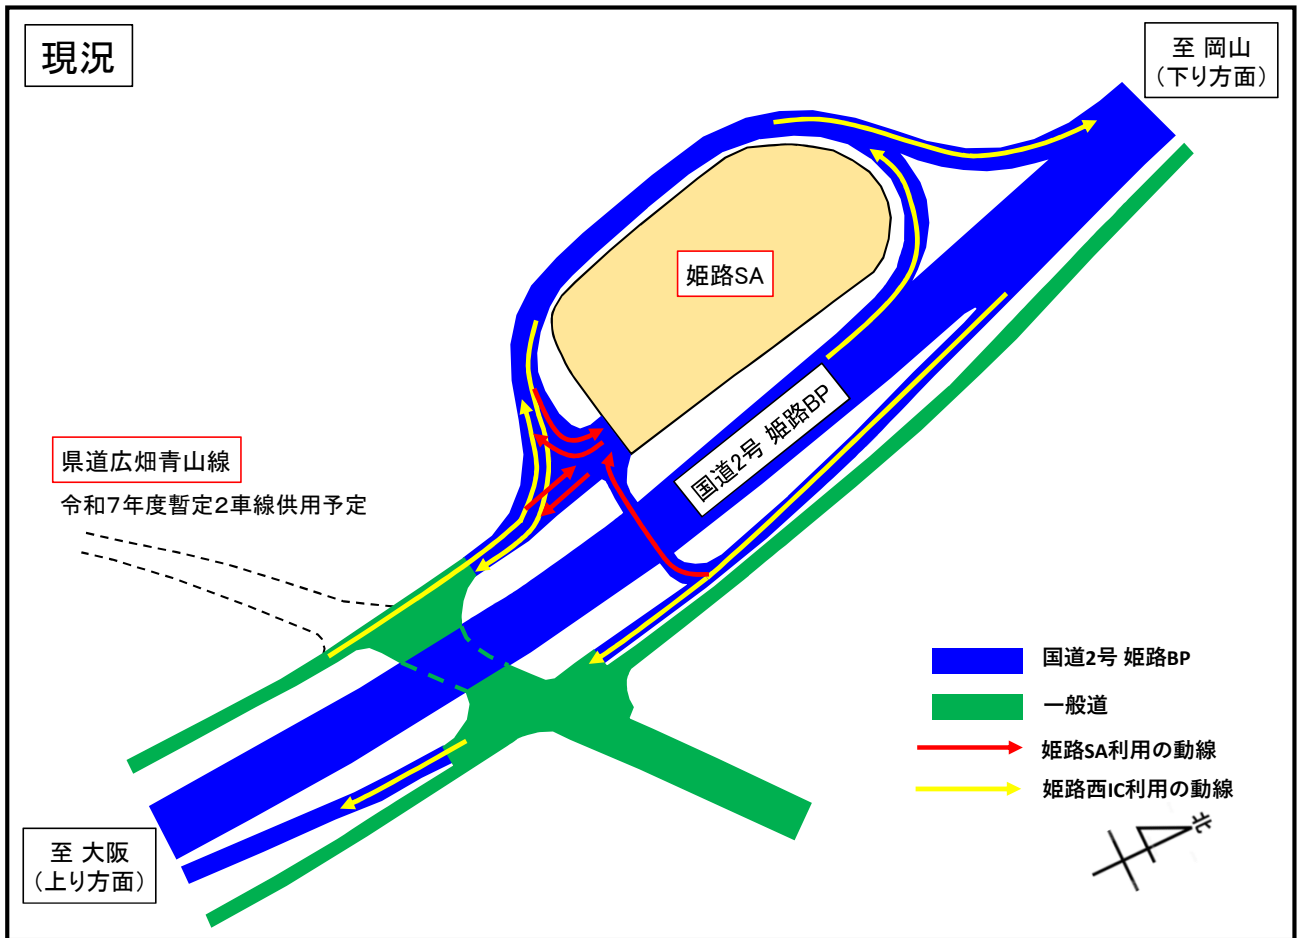 現況
至 岡山
（下り方面）
姫路SA
国道2号 姫路BP
県道広畑青山線
令和7年度暫定2車線供用予定
国道2号 姫路BP
一般道
姫路SA利用の動線
姫路西IC利用の動線
北
至 大阪
（上り方面）